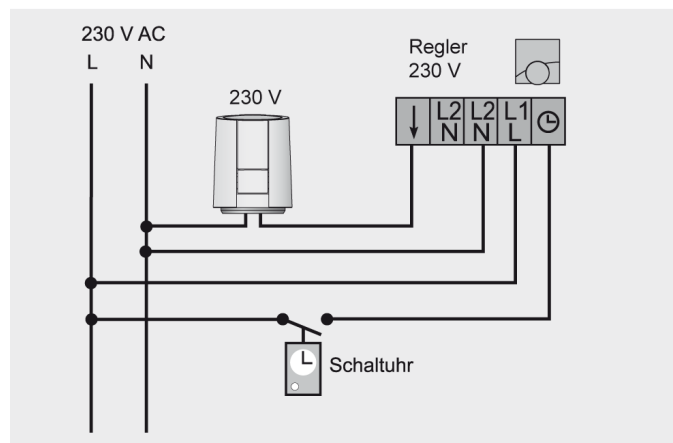 230 V AC
L N
230 V
Regler
230 V
↓ L2 L2 L1
N N L
Schaltuhr